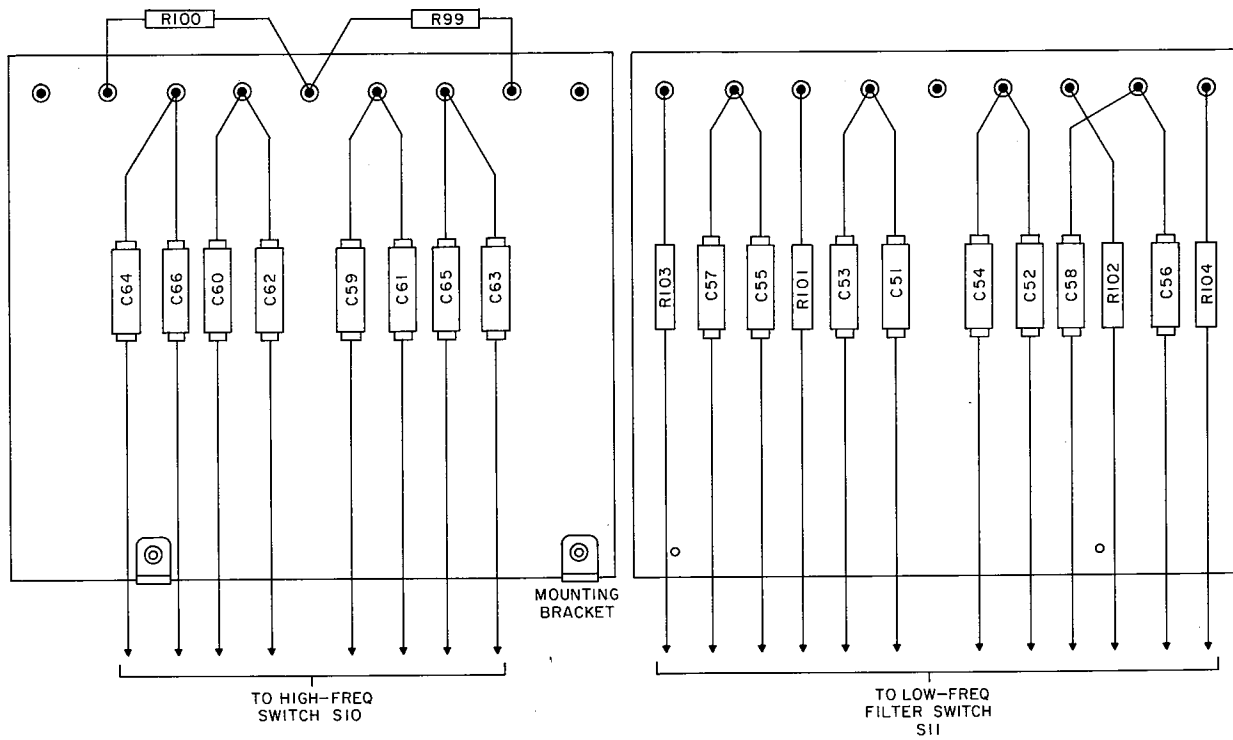 R100
R99
C64
C66
C60
C62
C59
C61
C65
C63
R103
C57
C55
R101
C53
C51
C54
C52
C58
R102
C56
R104
MOUNTING
BRACKET
TO HIGH-FREQ
SWITCH S10
TO LOW-FREQ
FILTER SWITCH
S11